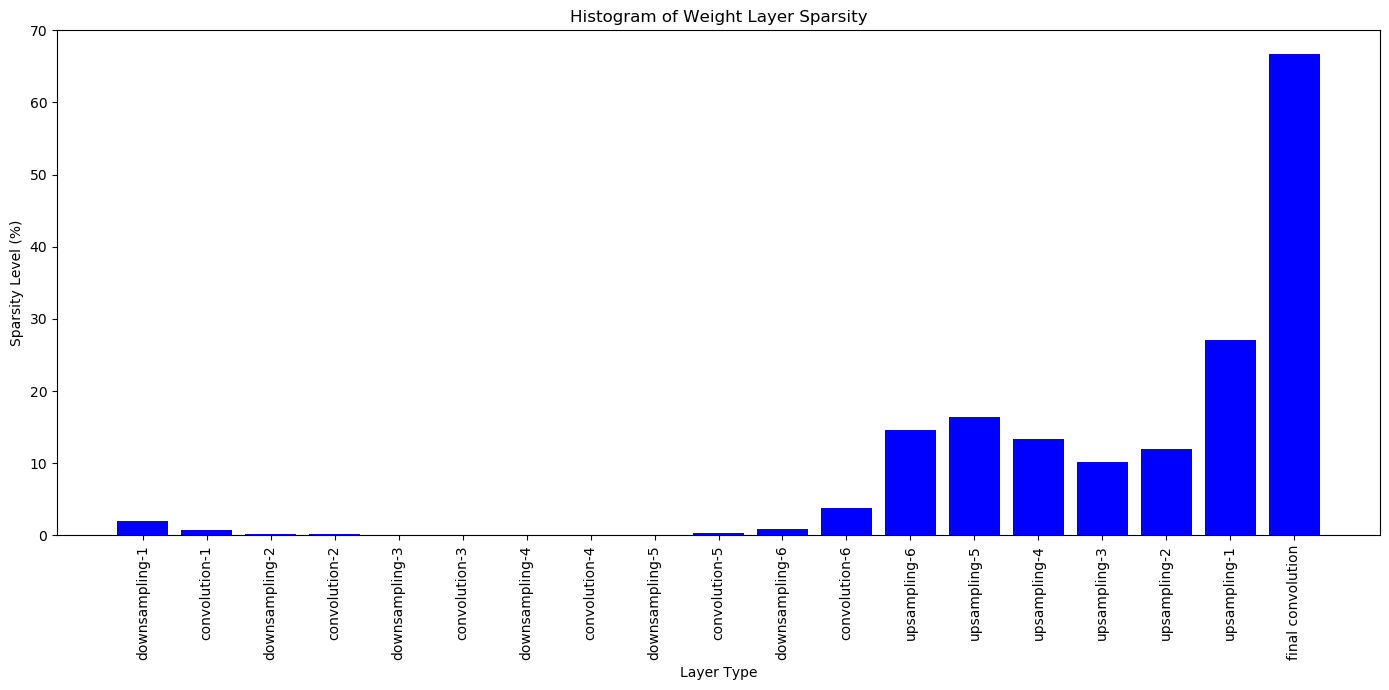 Histogram of Weight Layer Sparsity
Sparsity Level (%)
70
60
50
40
30
20
10
0
downsampling-1
convolution-1
downsampling-2
convolution-2
downsampling-3
convolution-3
downsampling-4
convolution-4
downsampling-5
convolution-5
downsampling-6
convolution-6
upsampling-6
upsampling-5
upsampling-4
upsampling-3
upsampling-2
upsampling-1
final convolution
Layer Type